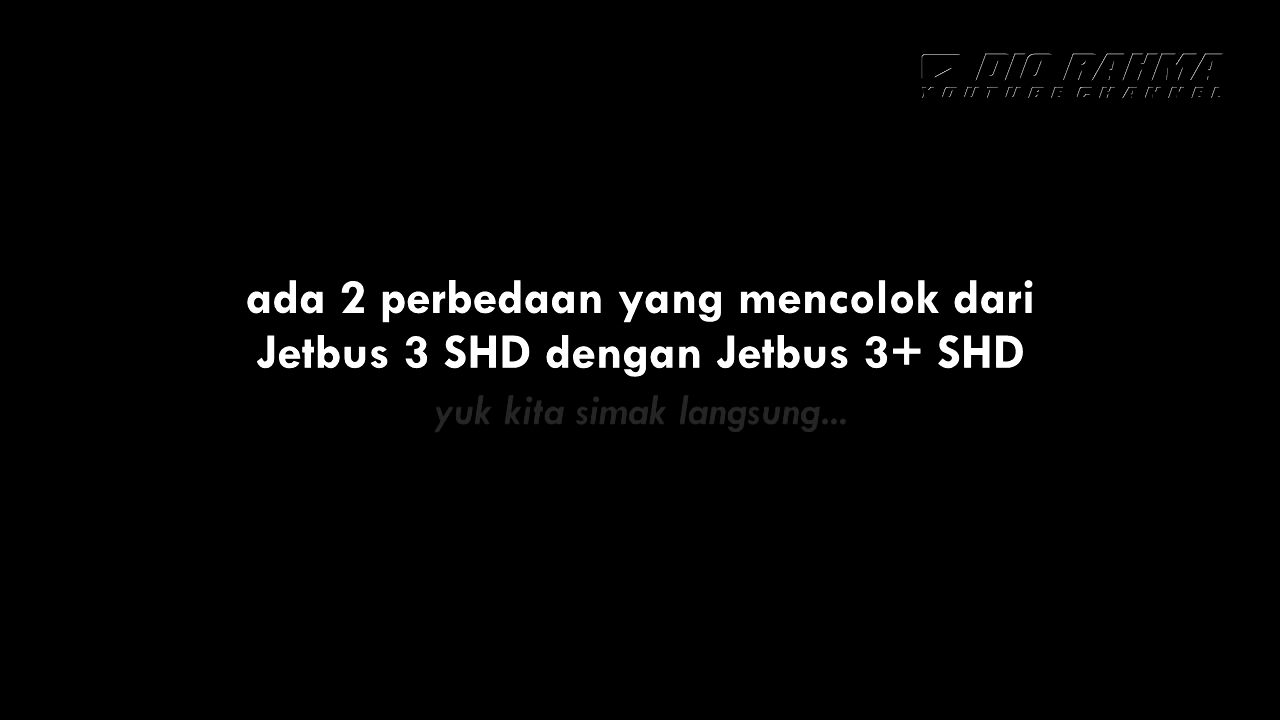 DIO RAHMA
YOUTUBE CHANNEL
ada 2 perbedaan yang mencolok dari
Jetbus 3 SHD dengan Jetbus 3+ SHD
yuk kita simak langsung...